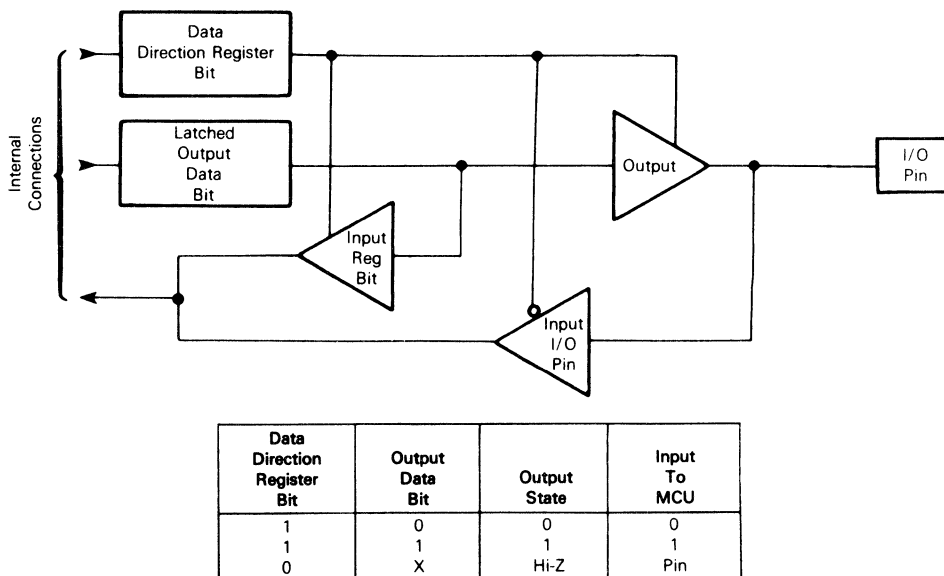 Data
Direction Register
Bit
Latched
Output
Data
Bit
Internal
Connections
Output
I/O
Pin
Input
Reg
Bit
Input
I/O
Pin
Data
Direction
Register
Bit
Output
Data
Bit
Output
State
Input
To
MCU
1 0 0 0
1 1 1 1
0 X Hi-Z Pin